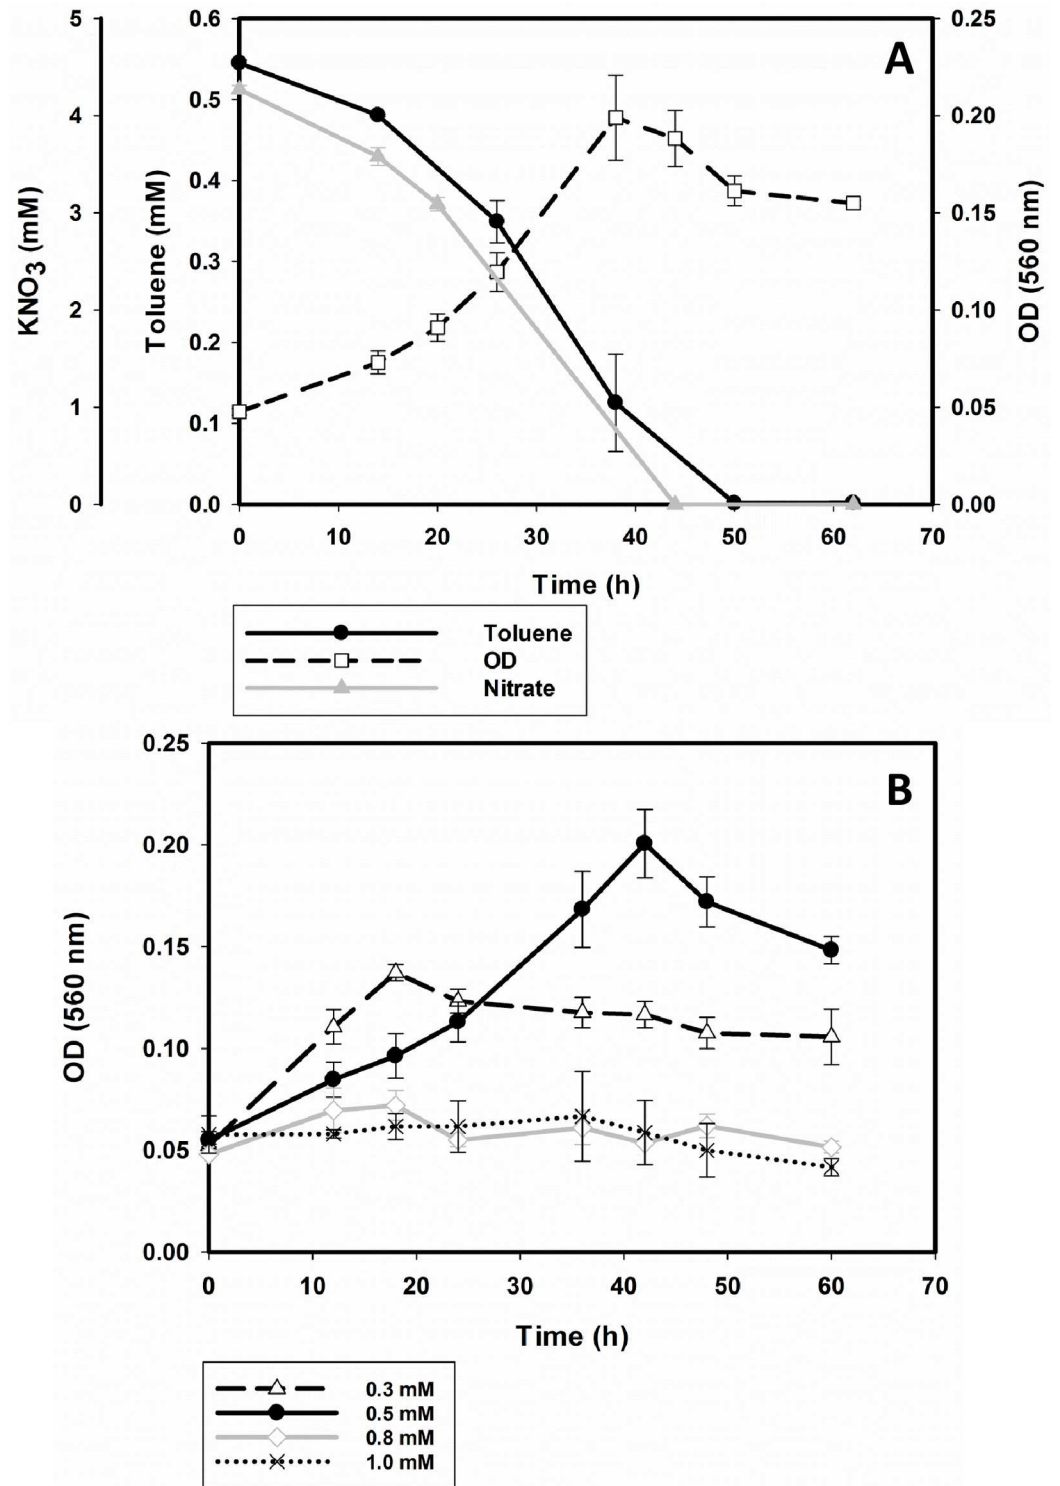 5 0.6 0.25
A
0.5
4 0.20
0.4
3 0.15
0.3
2 0.10
0.2
1 0.05
0.1
0 0.0 0.00
KNO3 (mM)
Toluene (mM)
OD (560 nm)
0 10 20 30 40 50 60 70
Time (h)
Toluene
OD
Nitrate
0.25
B
0.20
0.15
0.10
0.05
0.00
OD (560 nm)
0 10 20 30 40 50 60 70
Time (h)
0.3 mM
0.5 mM
0.8 mM
1.0 mM